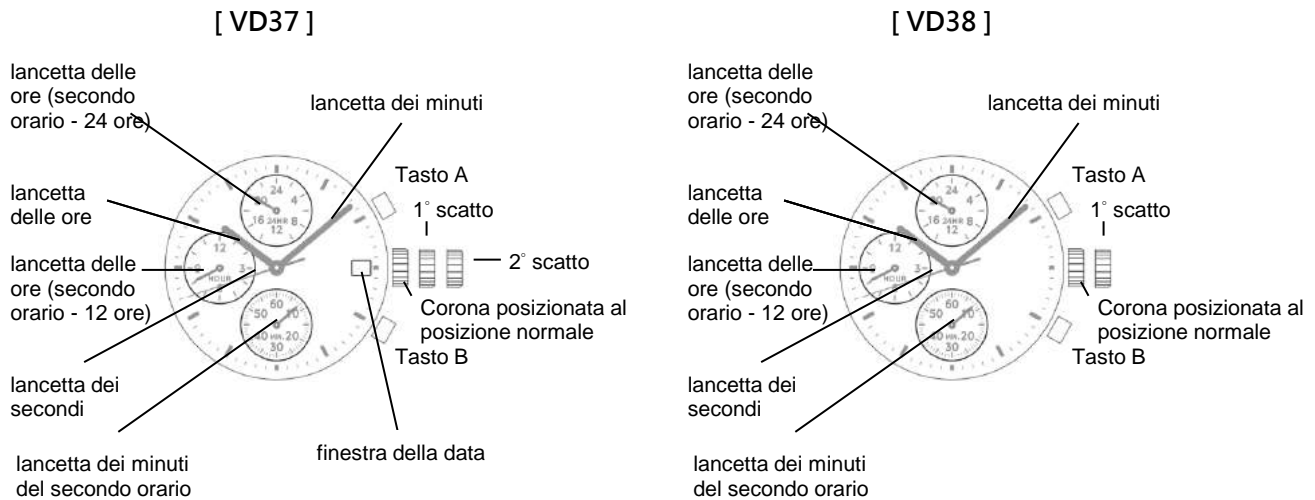 [ VD37 ]
lancetta delle
ore (secondo
orario - 24 ore)
lancetta dei minuti
lancetta
delle ore
lancetta delle
ore (secondo
orario - 12 ore)
lancetta dei
secondi
lancetta dei minuti
del secondo orario
Tasto A
1° scatto
2° scatto
Corona posizionata al
posizione normale
Tasto B
finestra della data
24
4
16 24HR 8
12
12
3
HOUR
60
50 10
40 MIN. 20
30
[ VD38 ]
lancetta delle
ore (secondo
orario - 24 ore)
lancetta dei minuti
lancetta
delle ore
lancetta delle
ore (secondo
orario - 12 ore)
lancetta dei
secondi
lancetta dei minuti
del secondo orario
Tasto A
1° scatto
Corona posizionata al
posizione normale
Tasto B
24
4
16 24HR 8
12
12
3
HOUR
60
50 10
40 MIN. 20
30